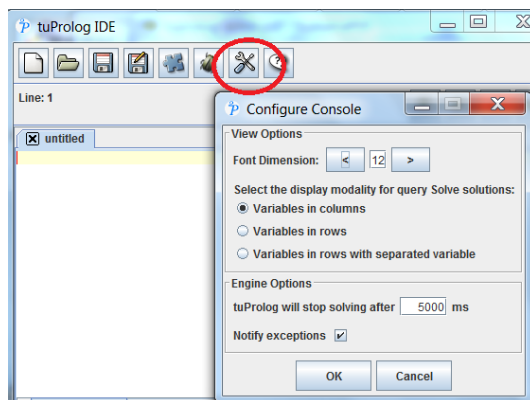 tuProlog IDE
Line: 1
untitled
Configure Console
View Options
Font Dimension: < 12 >
Select the display modality for query Solve solutions:
Variables in columns
Variables in rows
Variables in rows with separated variable
Engine Options
tuProlog will stop solving after 5000 ms
Notify exceptions
OK Cancel